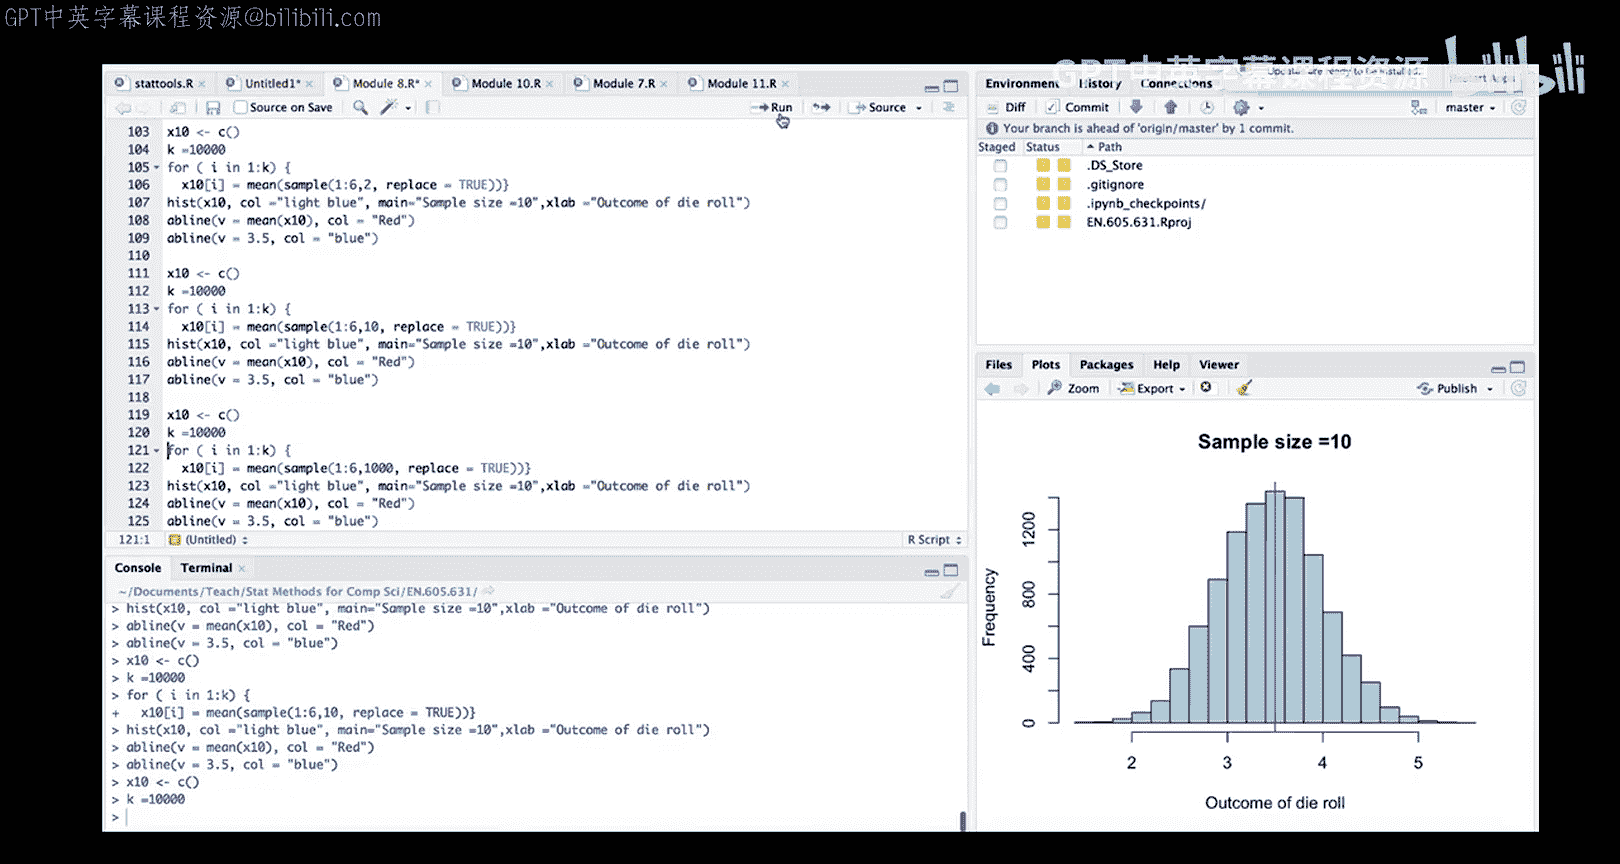 GPT中英字幕课程资源@bilibili.com
GPT中英字幕课程资源 bilibili
stattools.R Untitled1* Module 8.R* Module 10.R Module 7.R Module 11.R
Source on Save Run Source
103 x10 <- c()
104 k =10000
105 for ( i in 1:k) {
106 x10[i] = mean(sample(1:6,2, replace = TRUE))}
107 hist(x10, col ="light blue", main="Sample size =10",xlab ="Outcome of die roll")
108 abline(v = mean(x10), col = "Red")
109 abline(v = 3.5, col = "blue")
110
111 x10 <- c()
112 k =10000
113 for ( i in 1:k) {
114 x10[i] = mean(sample(1:6,10, replace = TRUE))}
115 hist(x10, col ="light blue", main="Sample size =10",xlab ="Outcome of die roll")
116 abline(v = mean(x10), col = "Red")
117 abline(v = 3.5, col = "blue")
118
119 x10 <- c()
120 k =10000
121 for ( i in 1:k) {
122 x10[i] = mean(sample(1:6,1000, replace = TRUE))}
123 hist(x10, col ="light blue", main="Sample size =10",xlab ="Outcome of die roll")
124 abline(v = mean(x10), col = "Red")
125 abline(v = 3.5, col = "blue")
121:1 (Untitled) R Script
Console Terminal
~/Documents/Teach/Stat Methods for Comp Sci/EN.605.631/
> hist(x10, col ="light blue", main="Sample size =10",xlab ="Outcome of die roll")
> abline(v = mean(x10), col = "Red")
> abline(v = 3.5, col = "blue")
> x10 <- c()
> k =10000
> for ( i in 1:k) {
+ x10[i] = mean(sample(1:6,10, replace = TRUE))}
> hist(x10, col ="light blue", main="Sample size =10",xlab ="Outcome of die roll")
> abline(v = mean(x10), col = "Red")
> abline(v = 3.5, col = "blue")
> x10 <- c()
> k =10000
>
Environment History Connections
Diff Commit master
Your branch is ahead of 'origin/master' by 1 commit.
Staged Status Path
.DS_Store
.gitignore
.ipynb_checkpoints/
EN.605.631.Rproj
Files Plots Packages Help Viewer
Zoom Export Publish
Sample size =10
Frequency
1200
800
400
0
2 3 4 5
Outcome of die roll